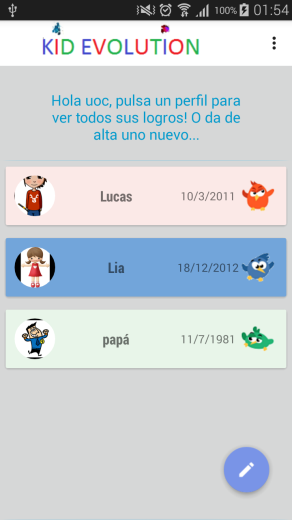 100% 01:54
KID EVOLUTION
Hola uoc, pulsa un perfil para
ver todos sus logros! O da de
alta uno nuevo...
Lucas 10/3/2011
Lia 18/12/2012
papá 11/7/1981